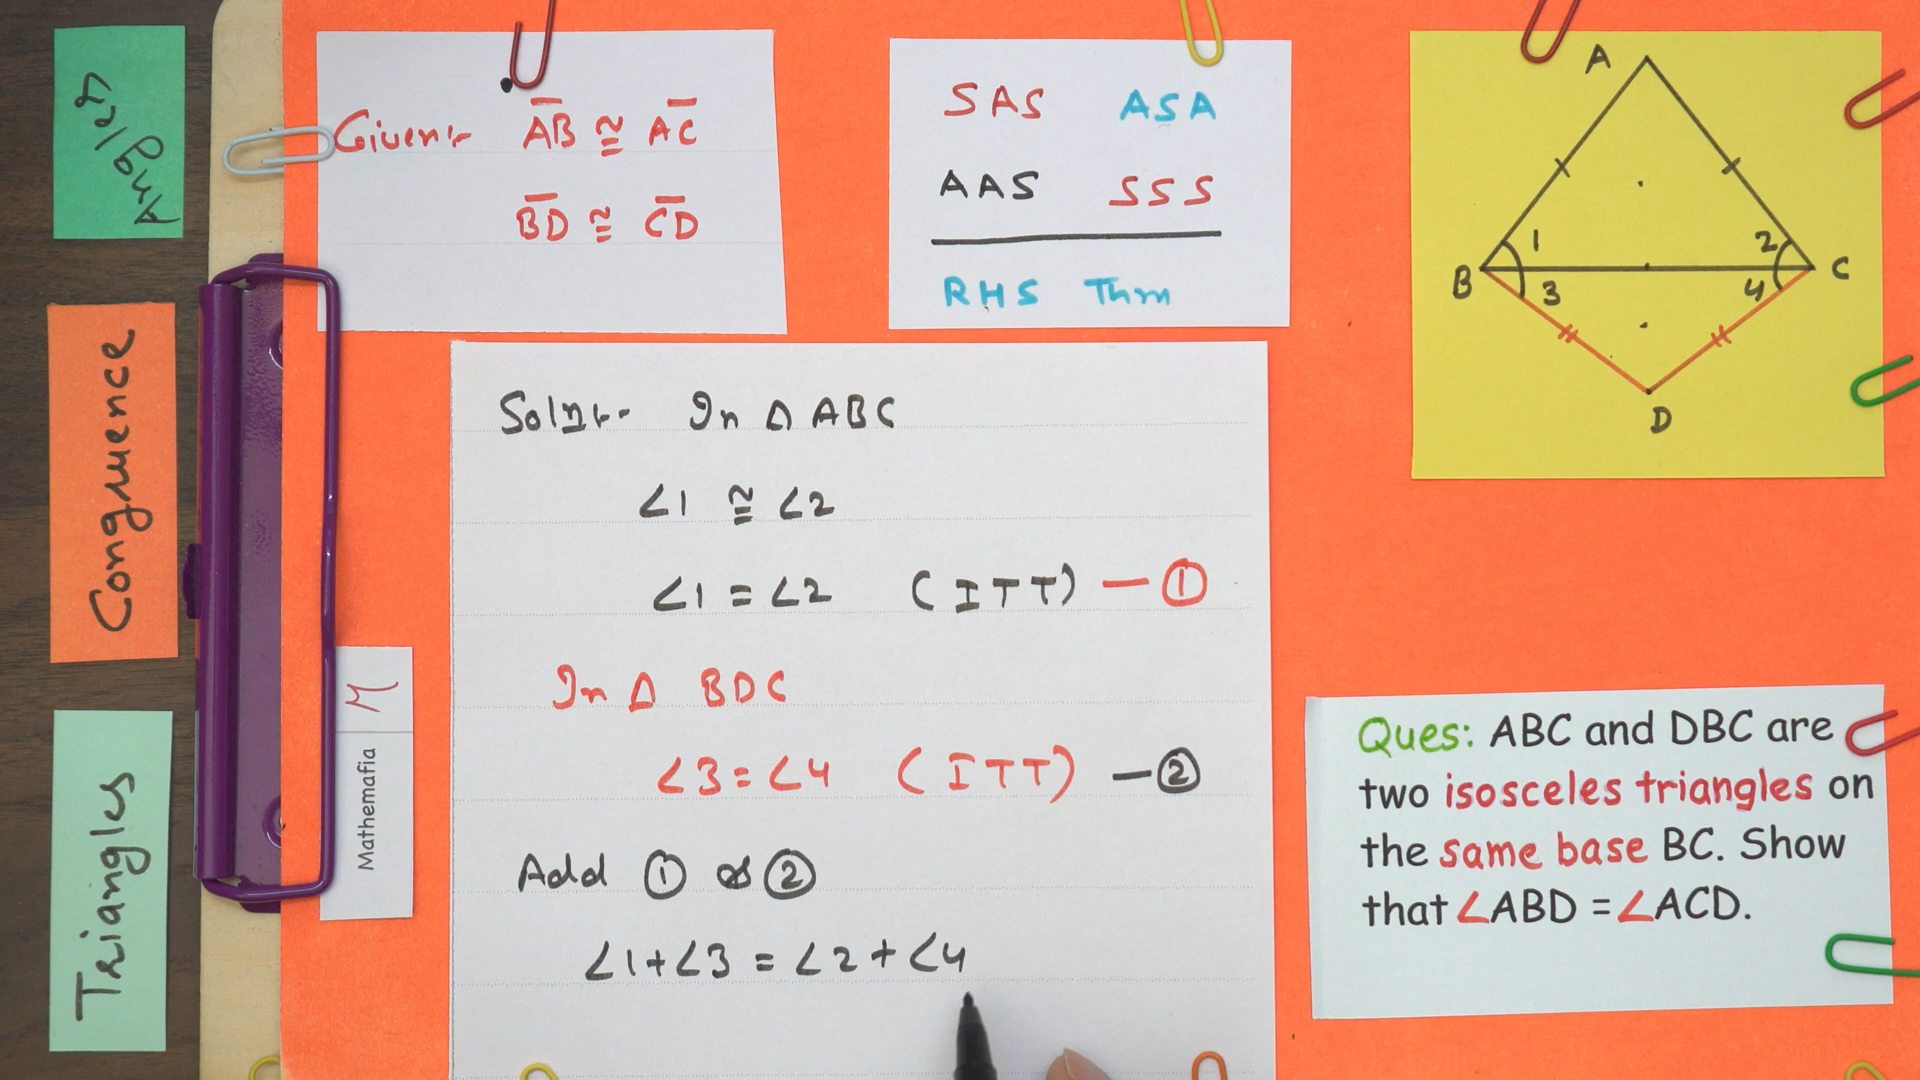 Angles
Congruence
Triangles
Given:- AB ≅ AC
BD ≅ CD
SAS ASA
AAS SSS
RHS Thm
A
B
C
D
1
2
3
4
Soln:- In Δ ABC
∠1 ≅ ∠2
∠1 = ∠2 (ITT) — ①
In Δ BDC
∠3 = ∠4 (ITT) — ②
Add ① & ②
∠1+∠3 = ∠2+∠4
M
Mathemafia
Ques: ABC and DBC are
two isosceles triangles on
the same base BC. Show
that ∠ABD = ∠ACD.